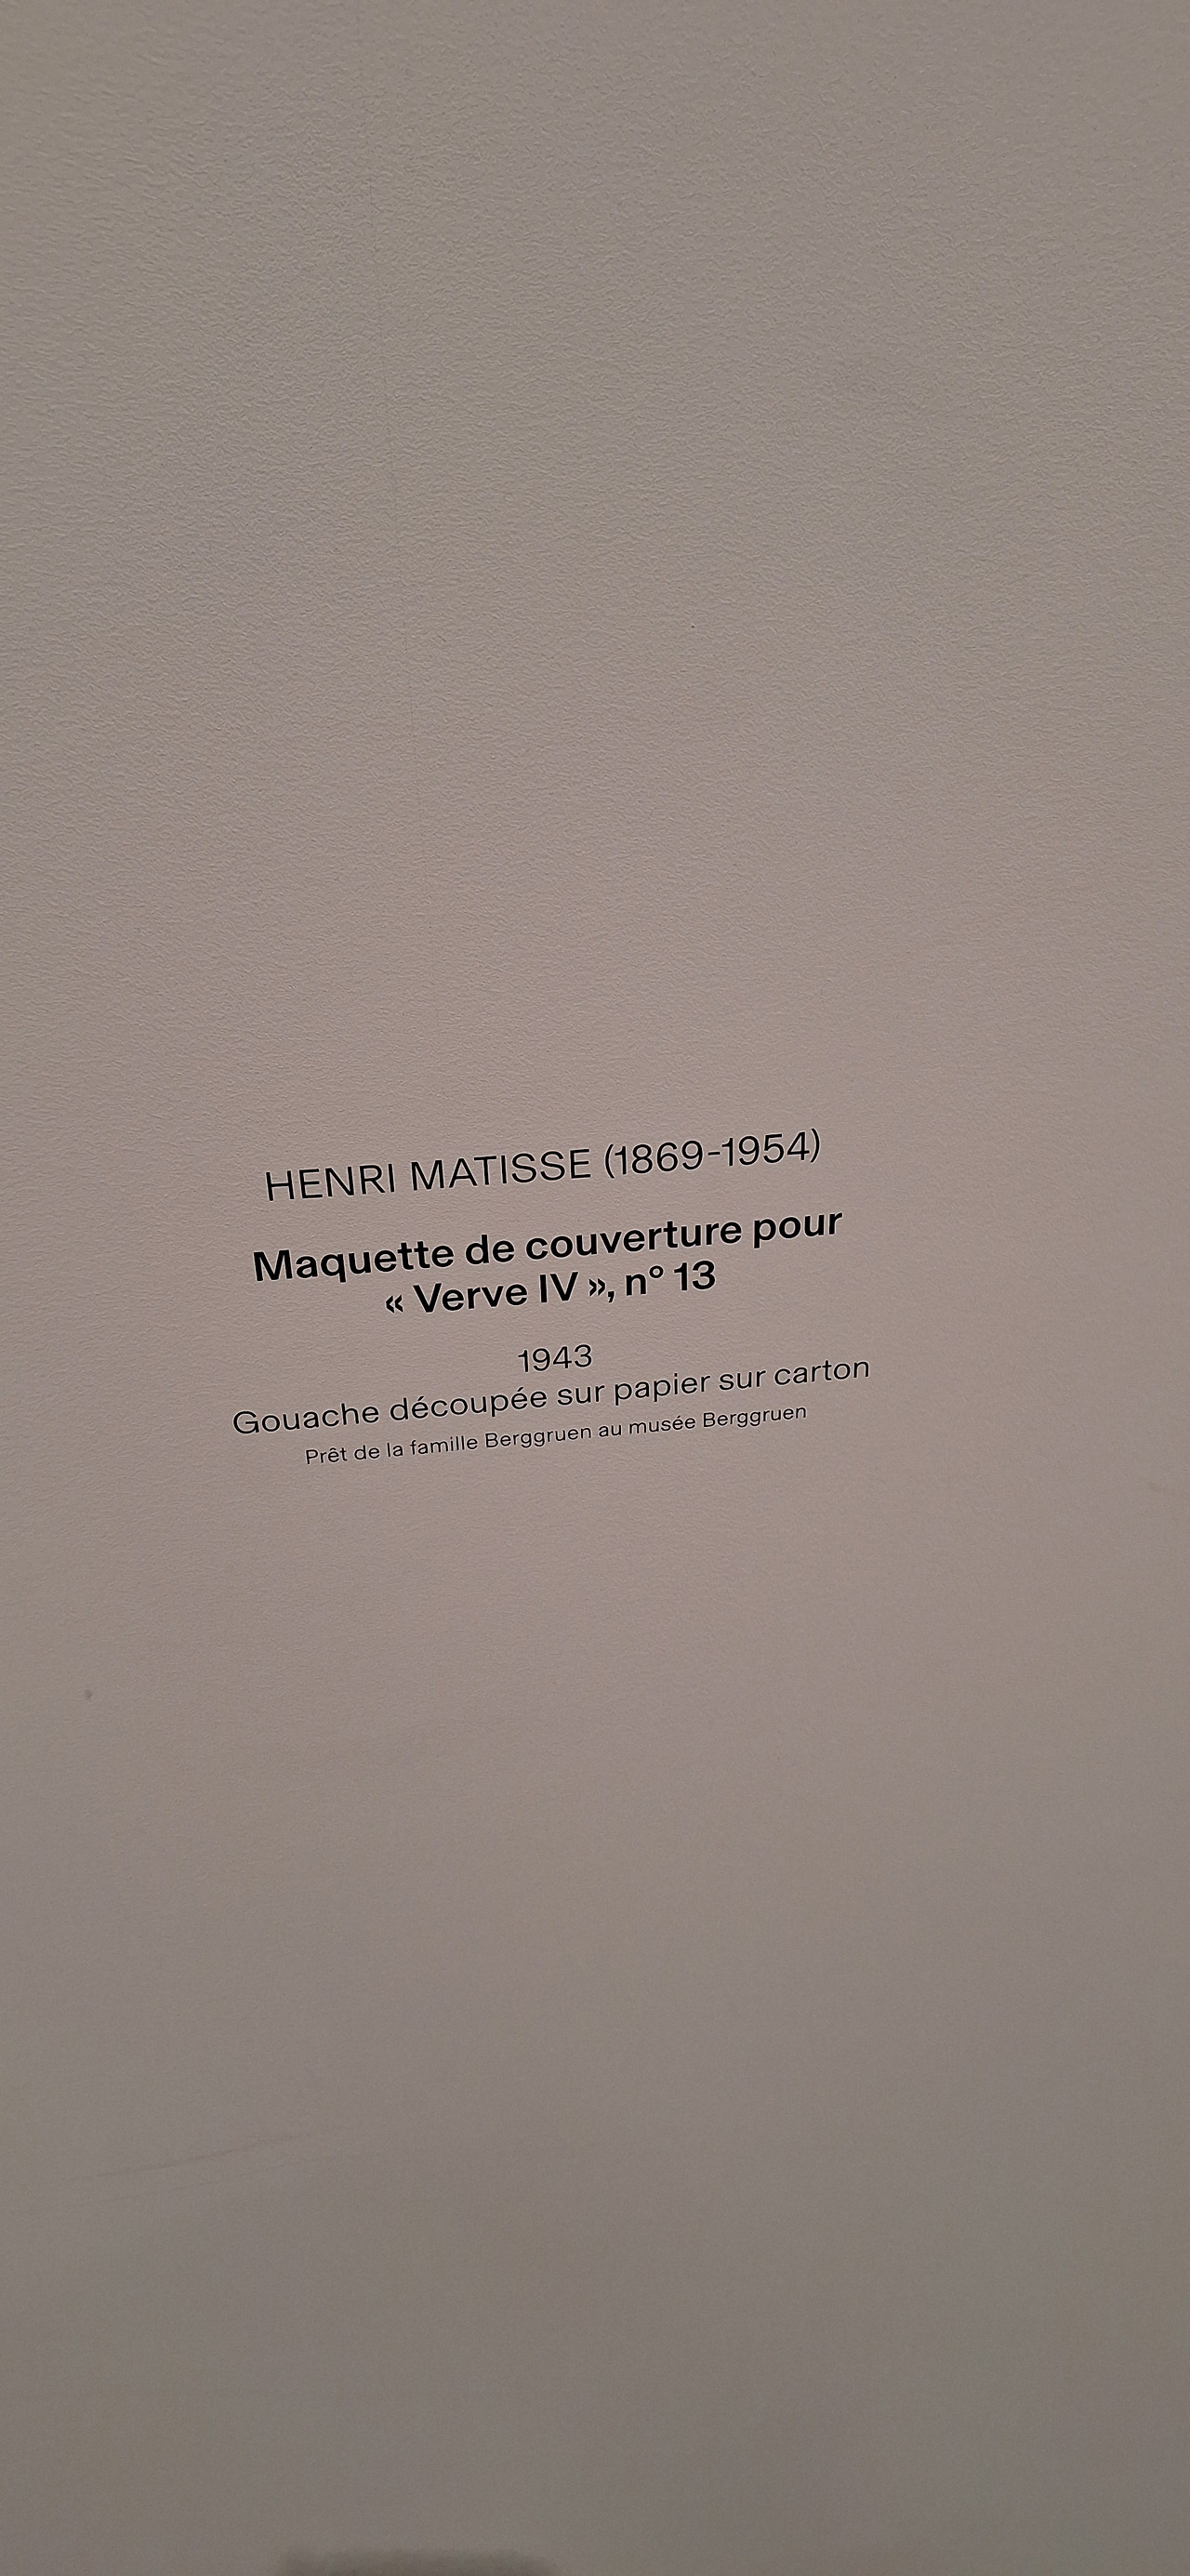 HENRI MATISSE (1869-1954)
Maquette de couverture pour
« Verve IV », n° 13
1943
Gouache découpée sur papier sur carton
Prêt de la famille Berggruen au musée Berggruen